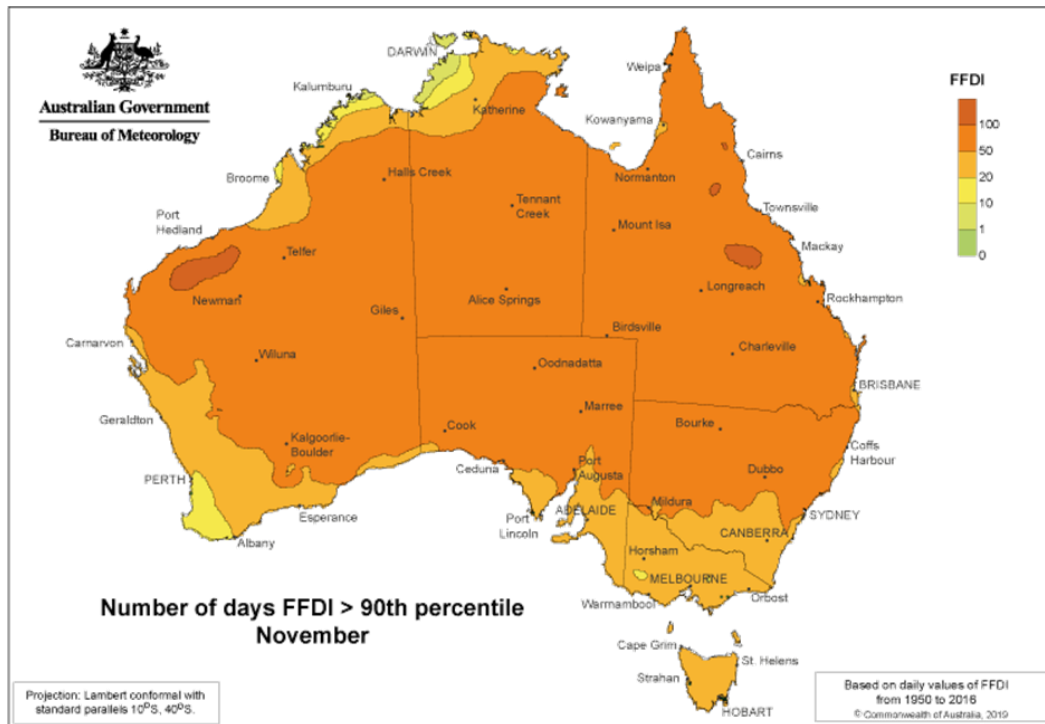 Australian Government
Bureau of Meteorology
DARWIN
Kalumburu
Katherine
Weipa
Kowanyama
Cairns
Normanton
Townsville
Broome
Halls Creek
Tennant
Creek
Mount Isa
Mackay
Port
Hedland
Telfer
Newman
Giles
Alice Springs
Longreach
Rockhampton
Carnarvon
Wiluna
Birdsville
Charleville
Oodnadatta
BRISBANE
Geraldton
Marree
Bourke
Kalgoorlie-
Boulder
Cook
Coffs
Harbour
PERTH
Ceduna
Port
Augusta
Dubbo
Esperance
Albany
Port
Lincoln
ADELAIDE
Mildura
SYDNEY
CANBERRA
Horsham
MELBOURNE
Warrnambool
Orbost
Cape Grim
St. Helens
Strahan
HOBART
FFDI
100
50
20
10
1
0
Number of days FFDI > 90th percentile
November
Projection: Lambert conformal with
standard parallels 10°S, 40°S.
Based on daily values of FFDI
from 1950 to 2016
© Commonwealth of Australia, 2019